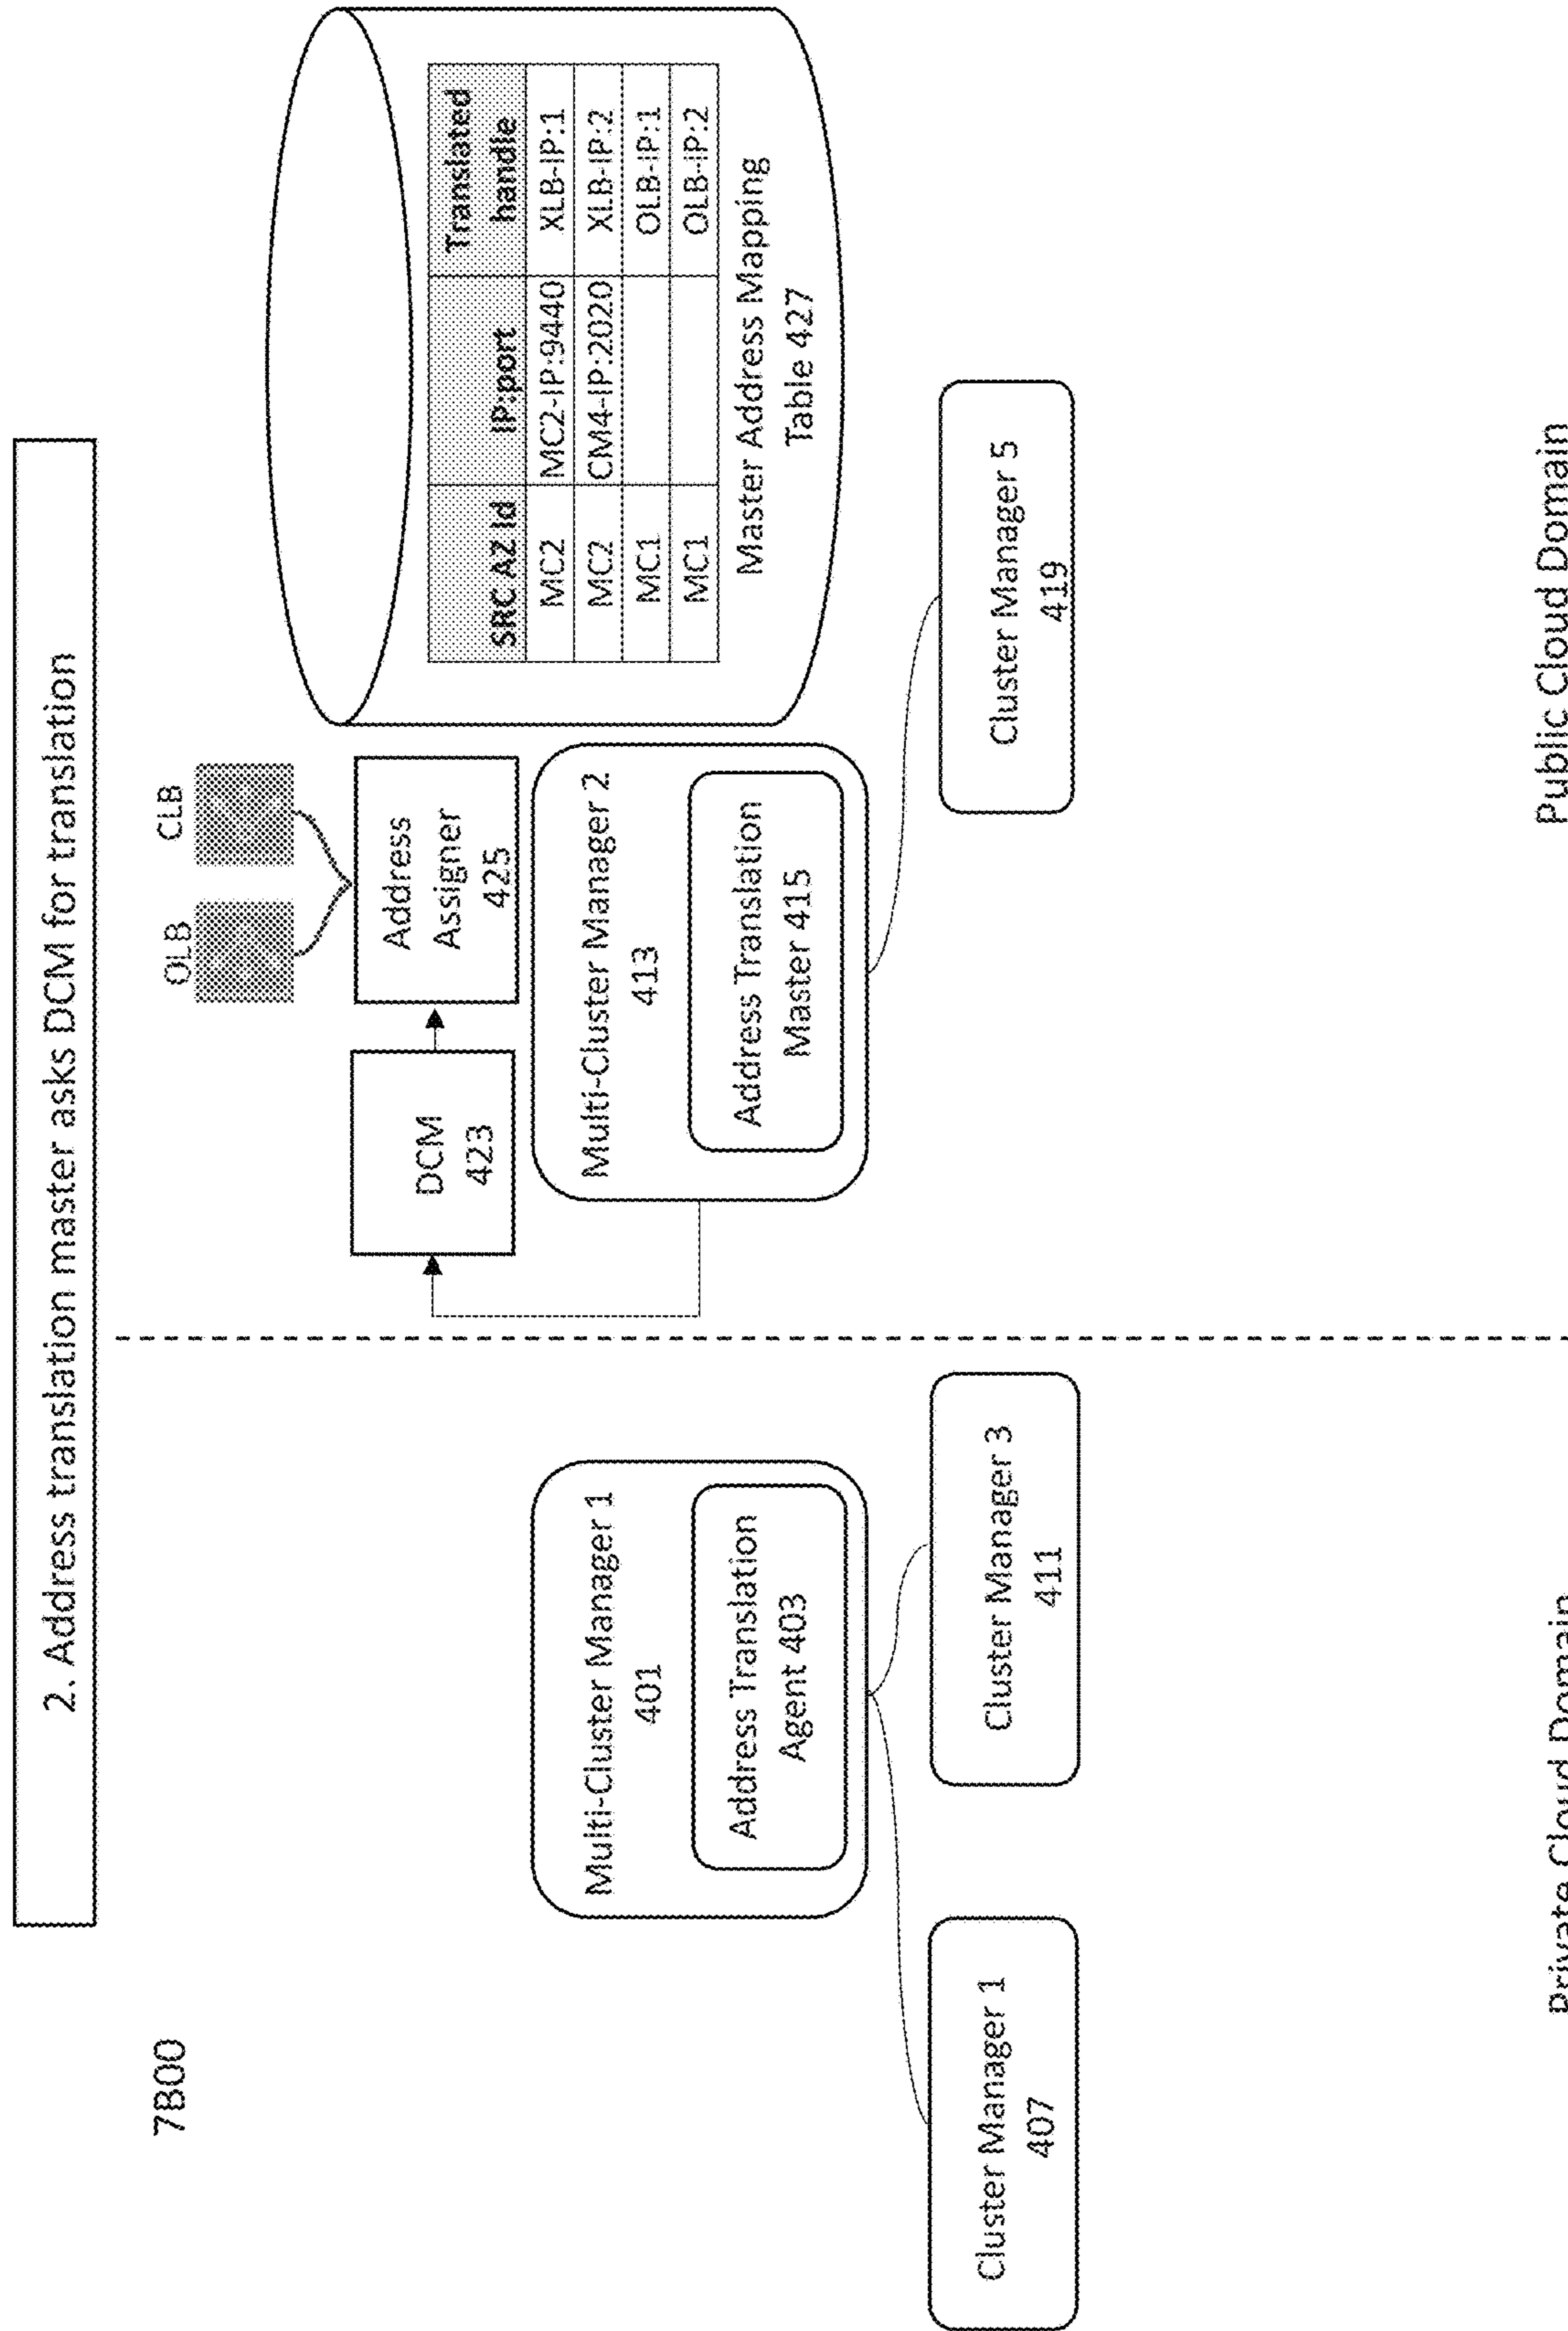 2. Address translation master asks DCM for translation
7B00
OLB
CLB
DCM
423
Address
Assigner
425
Multi-Cluster Manager 1
401
Address Translation
Agent 403
Multi-Cluster Manager 2
413
Address Translation
Master 415
SRC AZ Id IP:port Translated handle
MC2 MC2-IP:9440 XLB-IP:1
MC2 CM4-IP:2020 XLB-IP:2
MC1 OLB-IP:1
MC1 OLB-IP:2
Master Address Mapping
Table 427
Cluster Manager 1
407
Cluster Manager 3
411
Cluster Manager 5
419
Private Cloud Domain
Public Cloud Domain